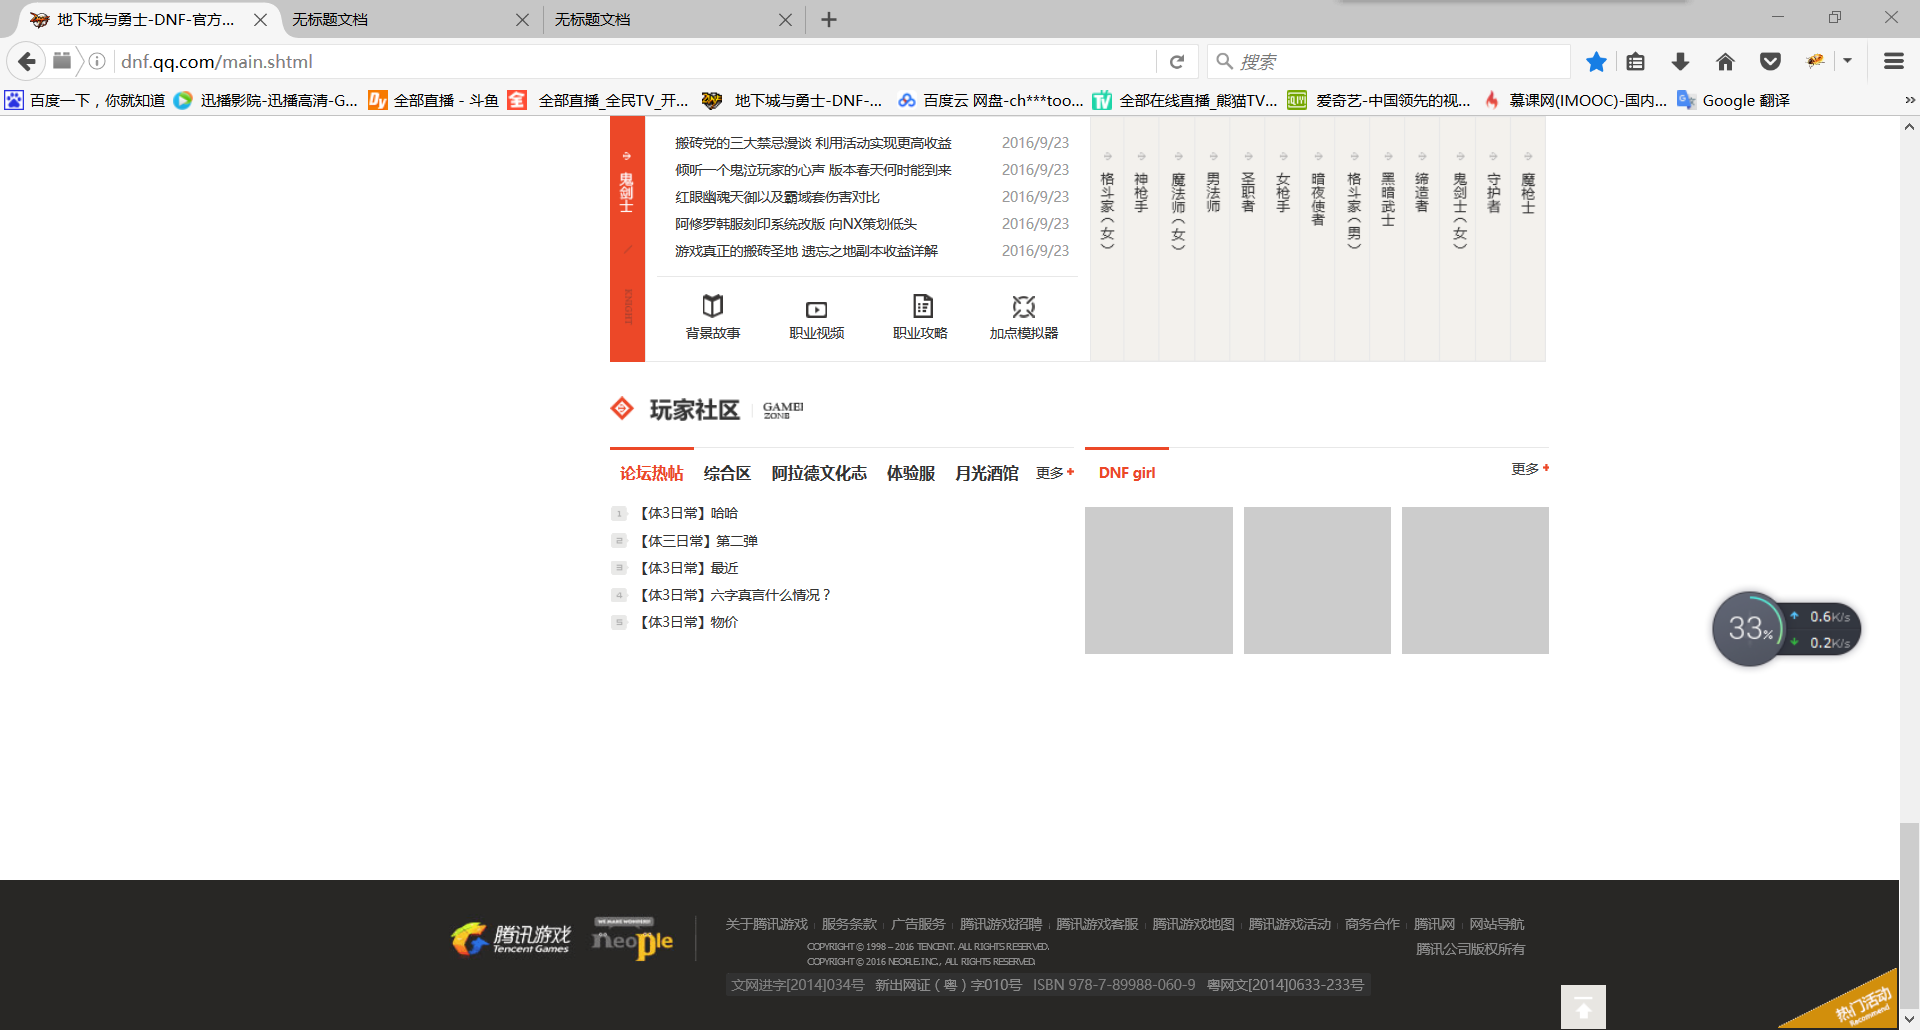 地下城与勇士-DNF-官方... 无标题文档 无标题文档
dnf.qq.com/main.shtml 搜索
百度一下，你就知道 迅播影院-迅播高清-G... 全部直播 - 斗鱼 全部直播_全民TV_开... 地下城与勇士-DNF-... 百度云 网盘-ch***too... 全部在线直播_熊猫TV... 爱奇艺-中国领先的视... 慕课网(IMOOC)-国内... Google 翻译
鬼剑士
搬砖党的三大禁忌漫谈 利用活动实现更高收益 2016/9/23
倾听一个鬼泣玩家的心声 版本春天何时能到来 2016/9/23
红眼幽魂天御以及霸域套伤害对比 2016/9/23
阿修罗韩服刻印系统改版 向NX策划低头 2016/9/23
游戏真正的搬砖圣地 遗忘之地副本收益详解 2016/9/23
背景故事 职业视频 职业攻略 加点模拟器
格斗家（女）
神枪手
魔法师（女）
男法师
圣职者
女枪手
暗夜使者
格斗家（男）
黑暗武士
缔造者
鬼剑士（女）
守护者
魔枪士
玩家社区 GAME ZONE
论坛热帖 综合区 阿拉德文化志 体验服 月光酒馆 更多+
1 【体3日常】哈哈
2 【体三日常】第二弹
3 【体3日常】最近
4 【体3日常】六字真言什么情况？
5 【体3日常】物价
DNF girl 更多+
33% 0.6K/s
0.2K/s
腾讯游戏 Tencent Games
WE MAKE WONDERS! neople
关于腾讯游戏 服务条款 广告服务 腾讯游戏招聘 腾讯游戏客服 腾讯游戏地图 腾讯游戏活动 商务合作 腾讯网 网站导航
COPYRIGHT © 1998 – 2016 TENCENT. ALL RIGHTS RESERVED.
COPYRIGHT © 2016 NEOPLE INC., ALL RIGHTS RESERVED.
腾讯公司版权所有
文网进字[2014]034号 新出网证（粤）字010号 ISBN 978-7-89988-060-9 粤网文[2014]0633-233号
热门活动
Recommend